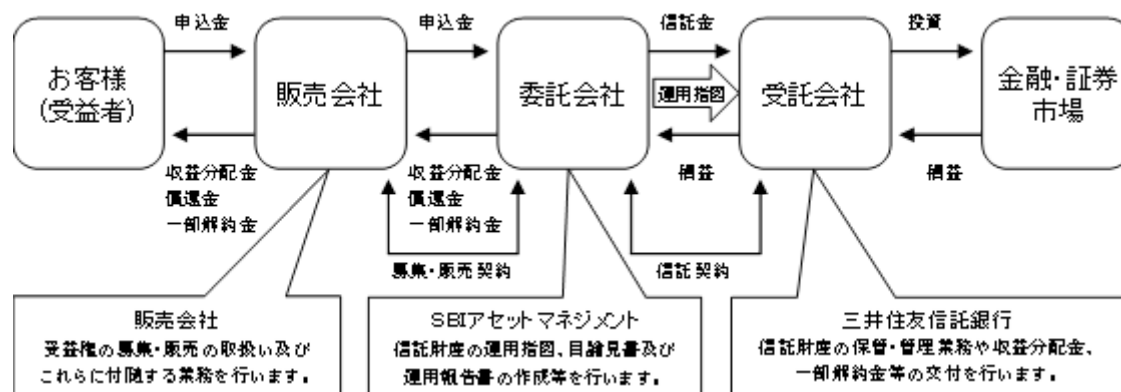 申込金
申込金
信託金
投資
お客様
(受益者)
販売会社
委託会社
運用指図
受託会社
金融・証券
市場
収益分配金
償還金
一部解約金
収益分配金
償還金
一部解約金
損益
損益
募集・販売契約
信託契約
販売会社
受益権の募集・販売の取扱い及び
これらに付随する業務を行います。
SBIアセットマネジメント
信託財産の運用指図、目論見書及び
運用報告書の作成等を行います。
三井住友信託銀行
信託財産の保管・管理業務や収益分配金、
一部解約金等の交付を行います。